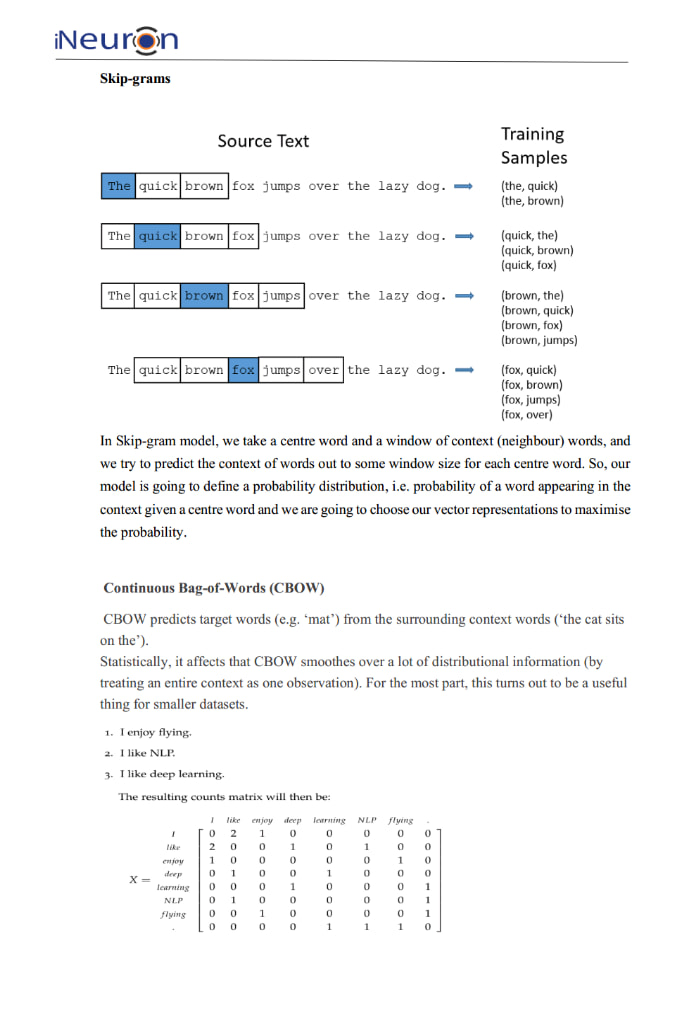 iNeuron
Skip-grams
Source Text
Training
Samples
The quick brown fox jumps over the lazy dog.
(the, quick)
(the, brown)
The quick brown fox jumps over the lazy dog.
(quick, the)
(quick, brown)
(quick, fox)
The quick brown fox jumps over the lazy dog.
(brown, the)
(brown, quick)
(brown, fox)
(brown, jumps)
The quick brown fox jumps over the lazy dog.
(fox, quick)
(fox, brown)
(fox, jumps)
(fox, over)
In Skip-gram model, we take a centre word and a window of context (neighbour) words, and
we try to predict the context of words out to some window size for each centre word. So, our
model is going to define a probability distribution, i.e. probability of a word appearing in the
context given a centre word and we are going to choose our vector representations to maximise
the probability.
Continuous Bag-of-Words (CBOW)
CBOW predicts target words (e.g. ‘mat’) from the surrounding context words (‘the cat sits
on the’).
Statistically, it affects that CBOW smoothes over a lot of distributional information (by
treating an entire context as one observation). For the most part, this turns out to be a useful
thing for smaller datasets.
1. I enjoy flying.
2. I like NLP.
3. I like deep learning.
The resulting counts matrix will then be:
I like enjoy deep learning NLP flying .
I 0 2 1 0 0 0 0 0
like 2 0 0 1 0 1 0 0
enjoy 1 0 0 0 0 0 1 0
deep 0 1 0 0 1 0 0 0
X =
learning 0 0 0 1 0 0 0 1
NLP 0 1 0 0 0 0 0 1
flying 0 0 1 0 0 0 0 1
. 0 0 0 0 1 1 1 0